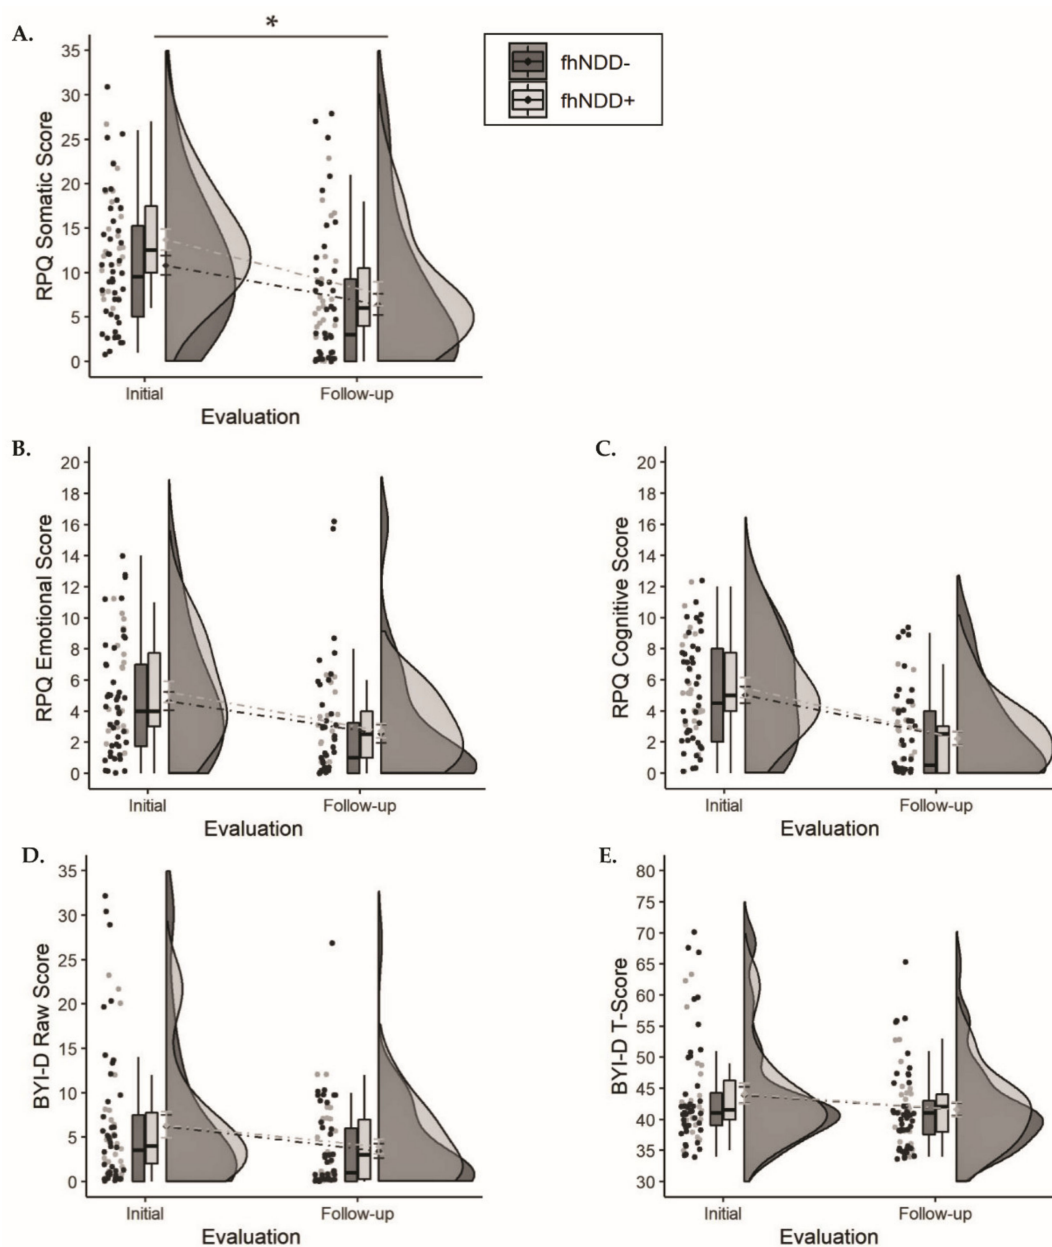 A.
*
RPQ Somatic Score
35
30
25
20
15
10
5
0
Initial
Follow-up
Evaluation
fhNDD-
fhNDD+
B.
RPQ Emotional Score
20
18
16
14
12
10
8
6
4
2
0
Initial
Follow-up
Evaluation
C.
RPQ Cognitive Score
20
18
16
14
12
10
8
6
4
2
0
Initial
Follow-up
Evaluation
D.
BYI-D Raw Score
35
30
25
20
15
10
5
0
Initial
Follow-up
Evaluation
E.
BYI-D T-Score
80
75
70
65
60
55
50
45
40
35
30
Initial
Follow-up
Evaluation